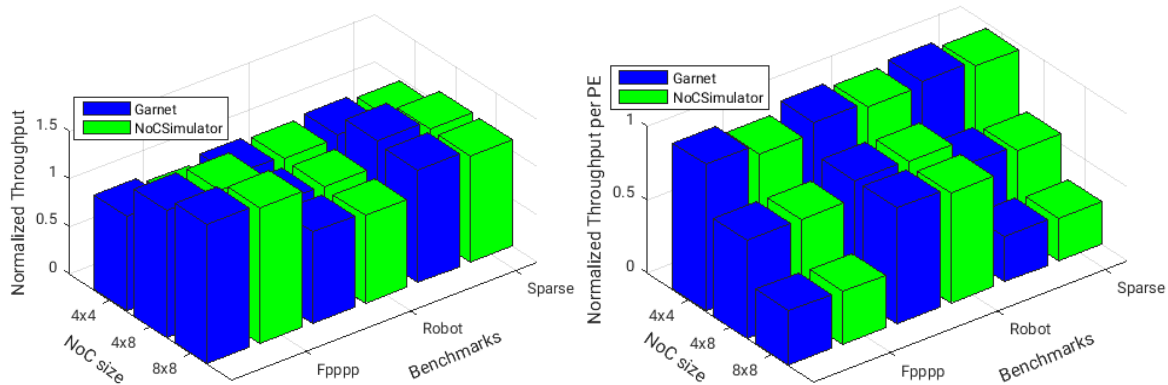 Garnet
NoCSimulator
Normalized Throughput
1.5
1
0.5
0
4x4
4x8
8x8
NoC size
Fpppp
Robot
Sparse
Benchmarks
Garnet
NoCSimulator
Normalized Throughput per PE
1
0.5
0
4x4
4x8
8x8
NoC size
Fpppp
Robot
Sparse
Benchmarks